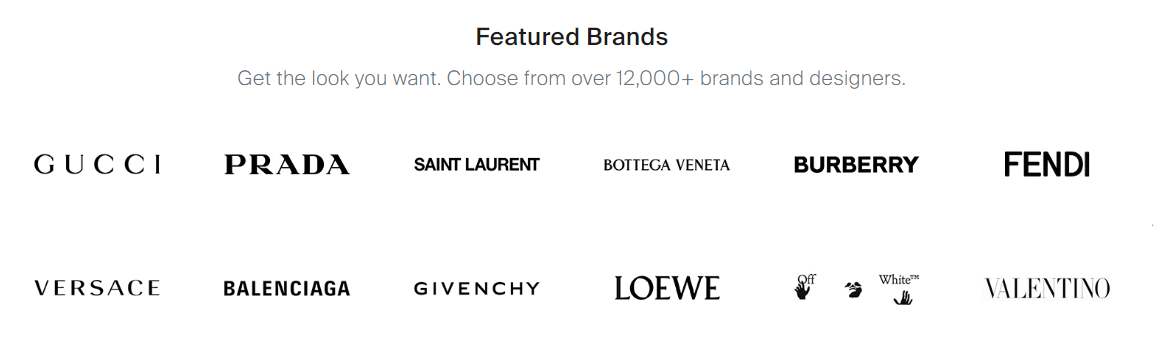 Featured Brands
Get the look you want. Choose from over 12,000+ brands and designers.
GUCCI PRADA SAINT LAURENT BOTTEGA VENETA BURBERRY FENDI
VERSACE BALENCIAGA GIVENCHY LOEWE Off White™ VALENTINO